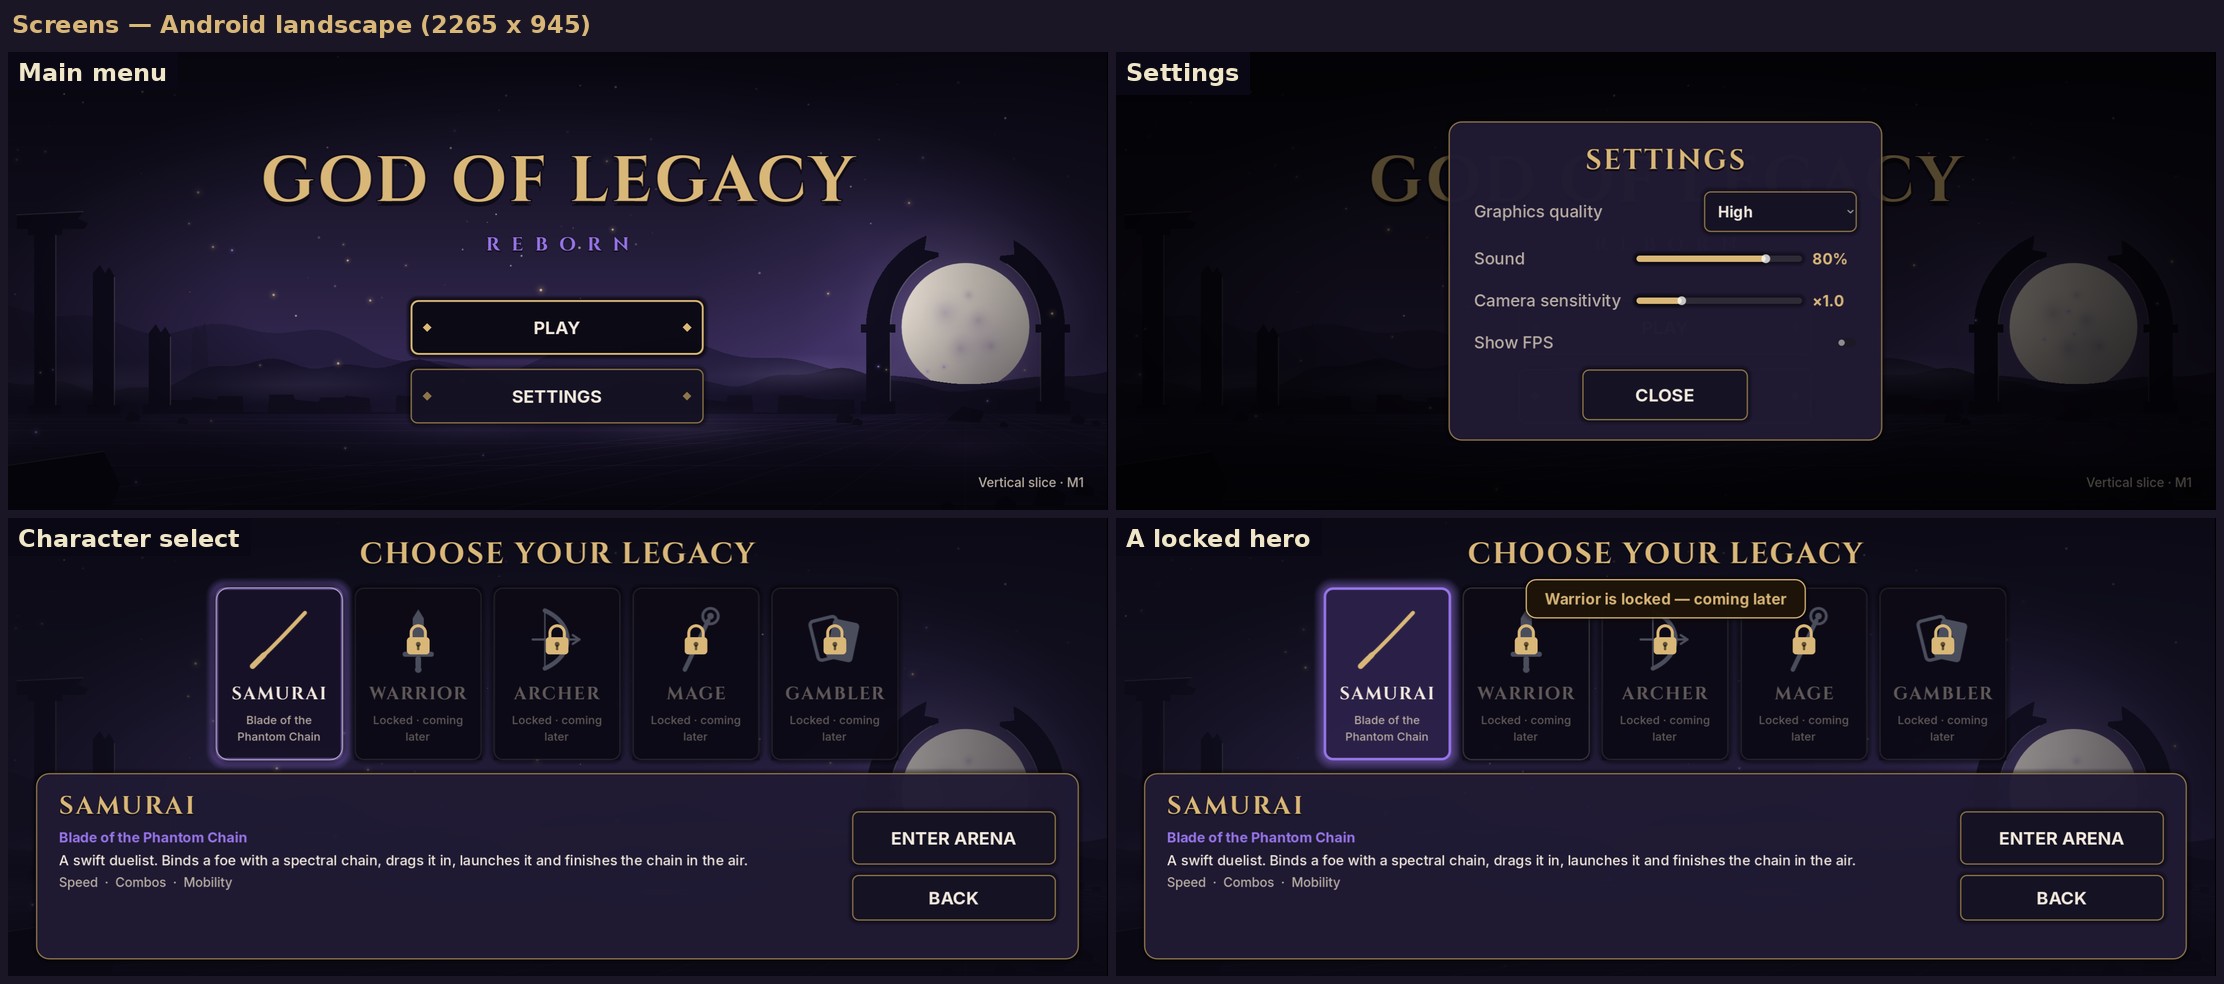 Screens — Android landscape (2265 x 945)
Main menu
GOD OF LEGACY
REBORN
PLAY
SETTINGS
Vertical slice · M1
Settings
SETTINGS
Graphics quality
High
Sound
80%
Camera sensitivity
×1.0
Show FPS
CLOSE
Vertical slice · M1
Character select
CHOOSE YOUR LEGACY
SAMURAI
Blade of the
Phantom Chain
WARRIOR
Locked · coming
later
ARCHER
Locked · coming
later
MAGE
Locked · coming
later
GAMBLER
Locked · coming
later
SAMURAI
Blade of the Phantom Chain
A swift duelist. Binds a foe with a spectral chain, drags it in, launches it and finishes the chain in the air.
Speed · Combos · Mobility
ENTER ARENA
BACK
A locked hero
CHOOSE YOUR LEGACY
Warrior is locked — coming later
SAMURAI
Blade of the
Phantom Chain
WARRIOR
Locked · coming
later
ARCHER
Locked · coming
later
MAGE
Locked · coming
later
GAMBLER
Locked · coming
later
SAMURAI
Blade of the Phantom Chain
A swift duelist. Binds a foe with a spectral chain, drags it in, launches it and finishes the chain in the air.
Speed · Combos · Mobility
ENTER ARENA
BACK